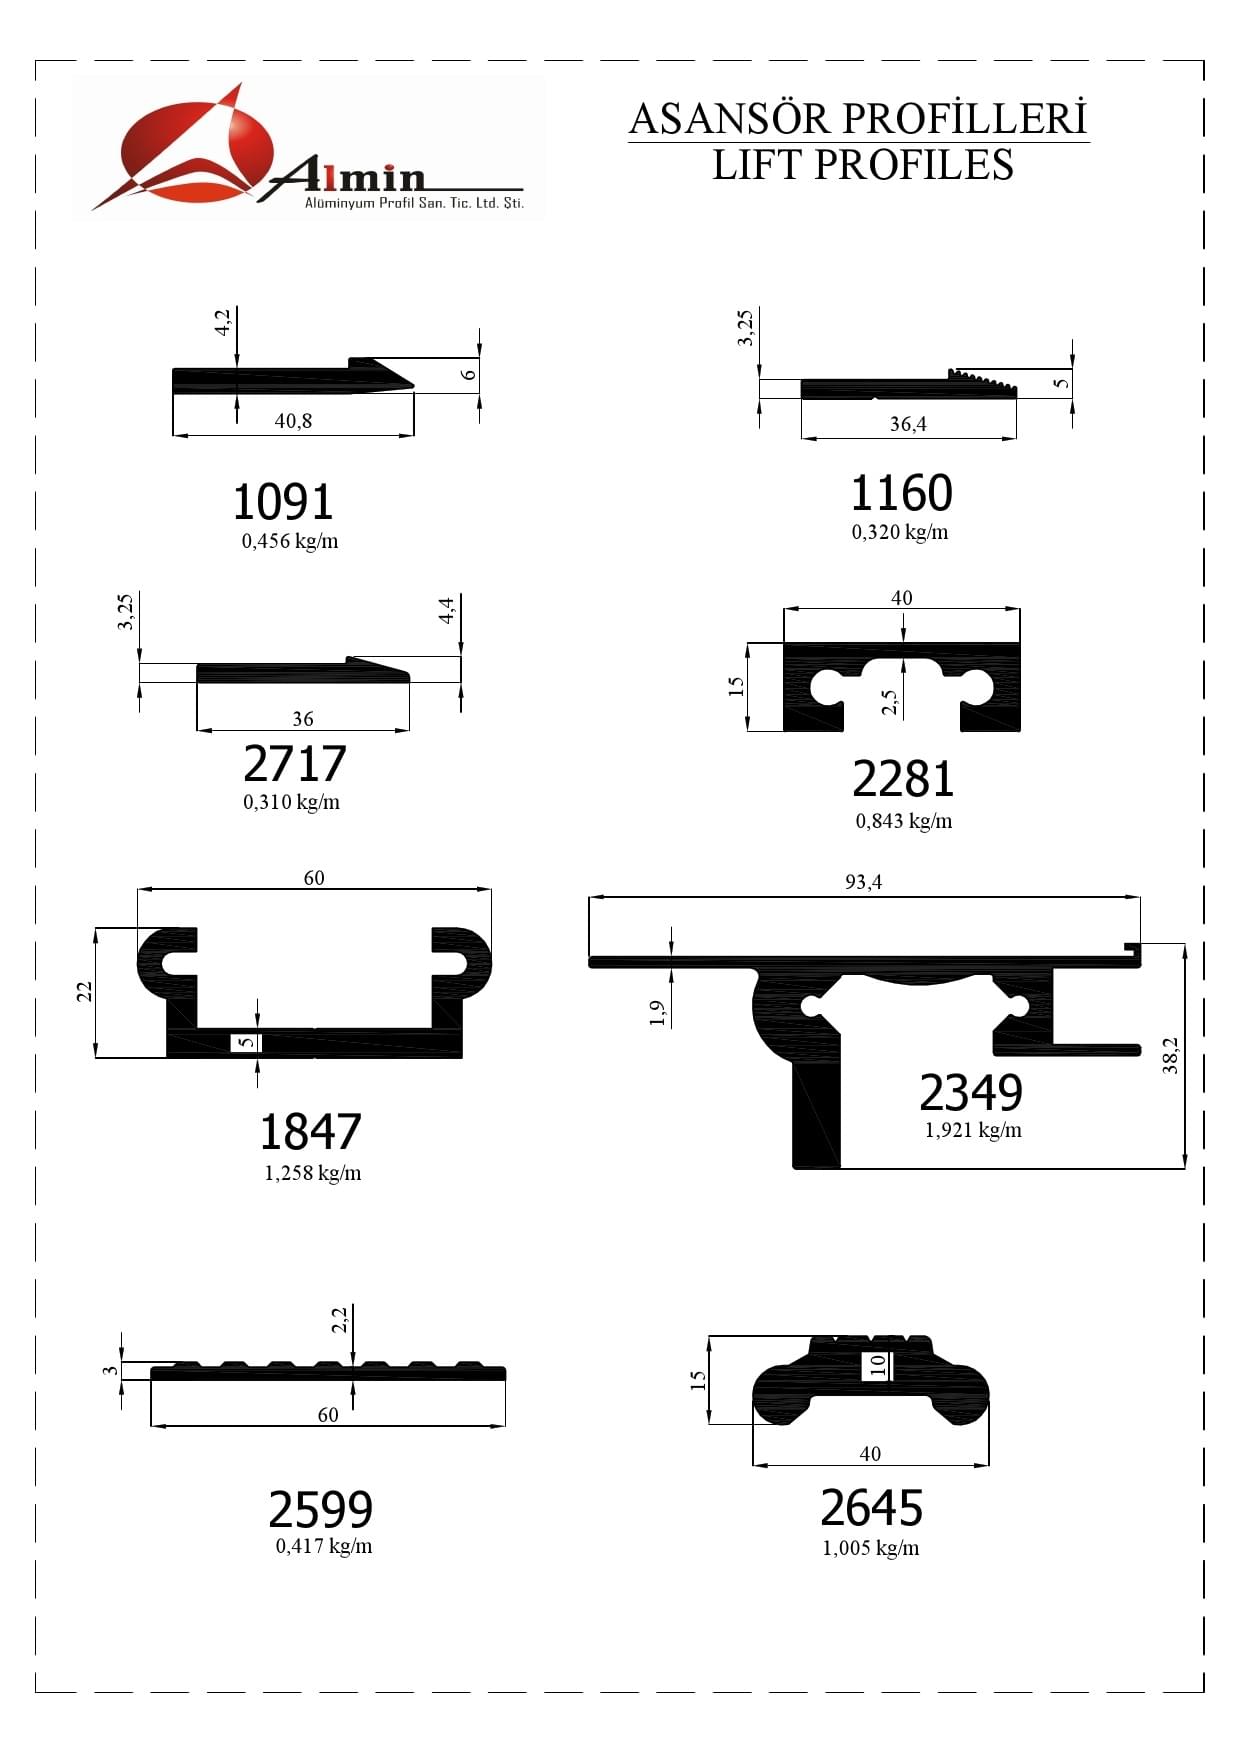 Almin
Alüminyum Profil San. Tic. Ltd. Şti.
ASANSÖR PROFİLLERİ
LIFT PROFILES
4,2
6
40,8
1091
0,456 kg/m
3,25
5
36,4
1160
0,320 kg/m
3,25
4,4
36
2717
0,310 kg/m
40
15
2,5
2281
0,843 kg/m
60
22
5
1847
1,258 kg/m
93,4
1,9
38,2
2349
1,921 kg/m
2,2
3
60
2599
0,417 kg/m
15
10
40
2645
1,005 kg/m